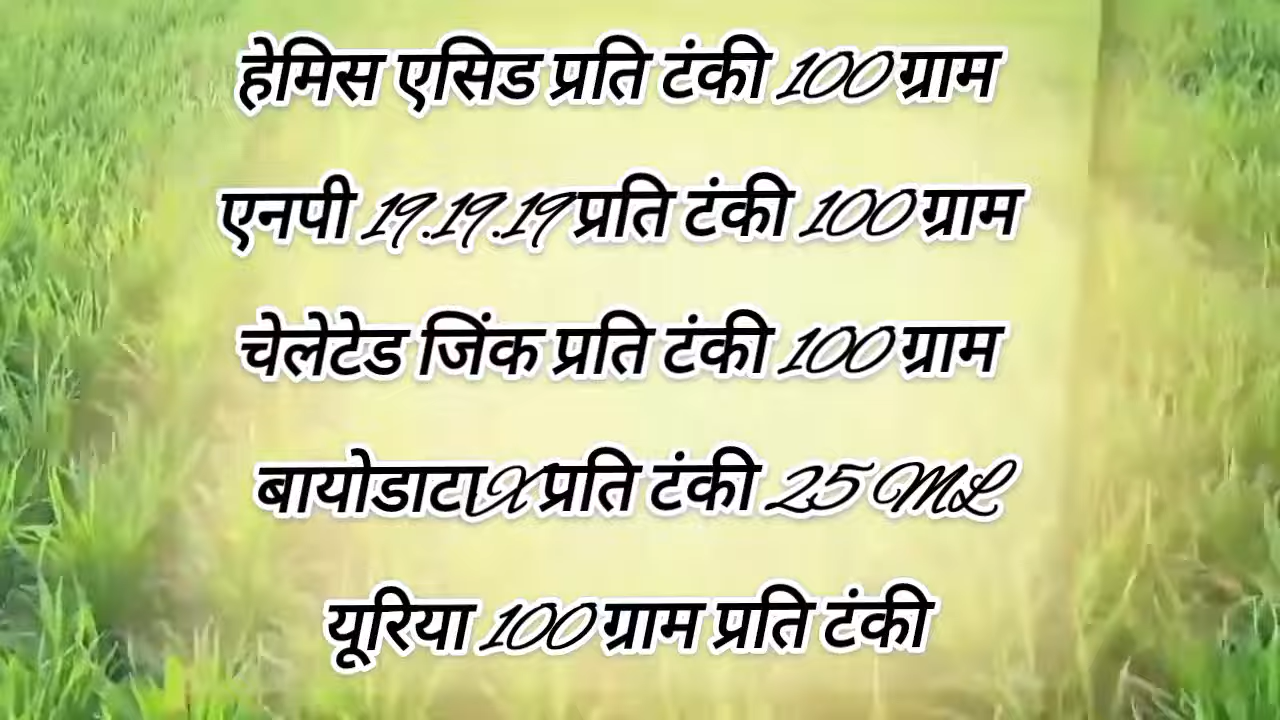 हेमिस एसिड प्रति टंकी 100 ग्राम
एनपी 19.19.19 प्रति टंकी 100 ग्राम
चेलेटेड जिंक प्रति टंकी 100 ग्राम
बायोडाटा X प्रति टंकी 25 ML
यूरिया 100 ग्राम प्रति टंकी